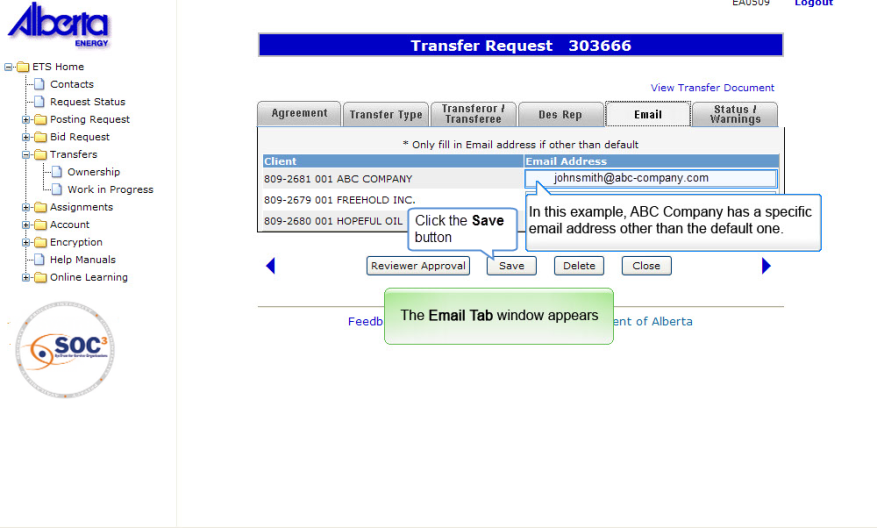 EA0509 Logout
Alberta
ENERGY
Transfer Request 303666
ETS Home
Contacts
Request Status
Posting Request
Bid Request
Transfers
Ownership
Work in Progress
Assignments
Account
Encryption
Help Manuals
Online Learning
SOC3
View Transfer Document
Agreement
Transfer Type
Transferor /
Transferee
Des Rep
Email
Status /
Warnings
* Only fill in Email address if other than default
Client Email Address
809-2681 001 ABC COMPANY johnsmith@abc-company.com
809-2679 001 FREEHOLD INC.
809-2680 001 HOPEFUL OIL
Click the Save
button
In this example, ABC Company has a specific
email address other than the default one.
Reviewer Approval Save Delete Close
The Email Tab window appears
of Alberta